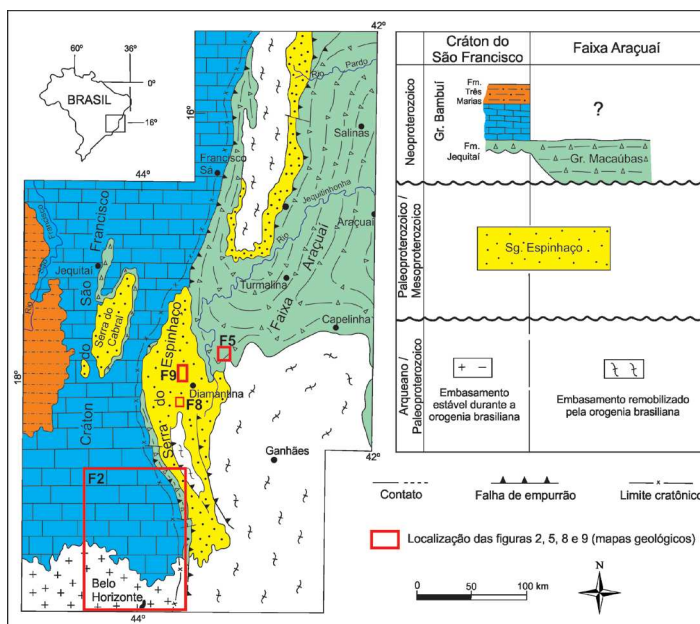 60º 36º
BRASIL
0º
16º
42º
44º
16º
18º
18º
42º
44º
Rio Pardo
Salinas
Francisco
Sá
Rio Jequitinhonha
Araçuaí
Rio São Francisco
Jequitaí
Turmalina
Faixa Araçuaí
Capelinha
Serra do Cabral
Cráton do São Francisco
Serra do Espinhaço
F5
F9
Diamantina
F8
Ganhães
F2
Belo
Horizonte
Cráton do
São Francisco
Faixa Araçuaí
Neoproterozoico
Gr. Bambuí
Fm.
Três
Marias
?
Fm.
Jequitaí
Gr. Macaúbas
Paleoproterozoico /
Mesoproterozoico
Sg. Espinhaço
Arqueano /
Paleoproterozoico
Embasamento
estável durante a
orogenia brasiliana
Embasamento remobilizado
pela orogenia brasiliana
Contato
Falha de empurrão
Limite cratônico
Localização das figuras 2, 5, 8 e 9 (mapas geológicos)
0 50 100 km
N